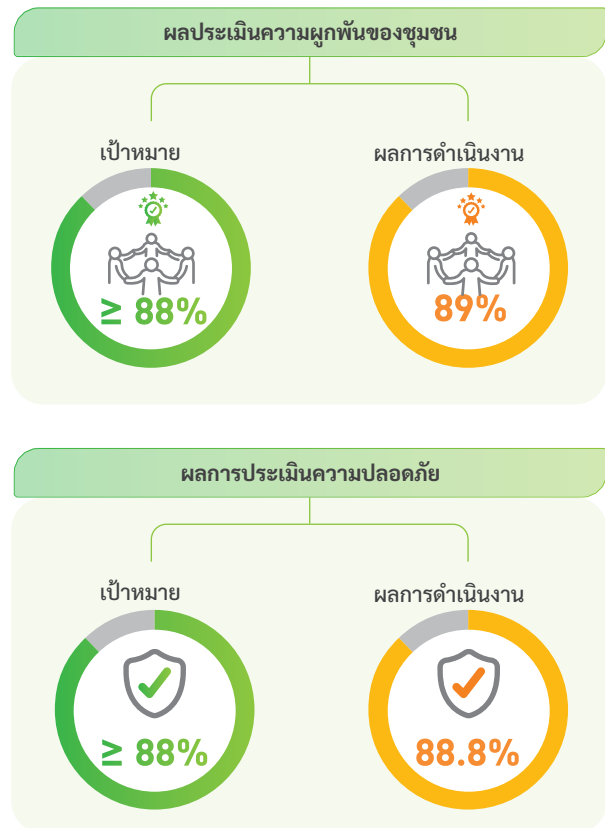 ผลประเมินความผูกพันของชุมชน
เป้าหมาย
ผลการดำเนินงาน
≥ 88%
89%
ผลการประเมินความปลอดภัย
เป้าหมาย
ผลการดำเนินงาน
≥ 88%
88.8%